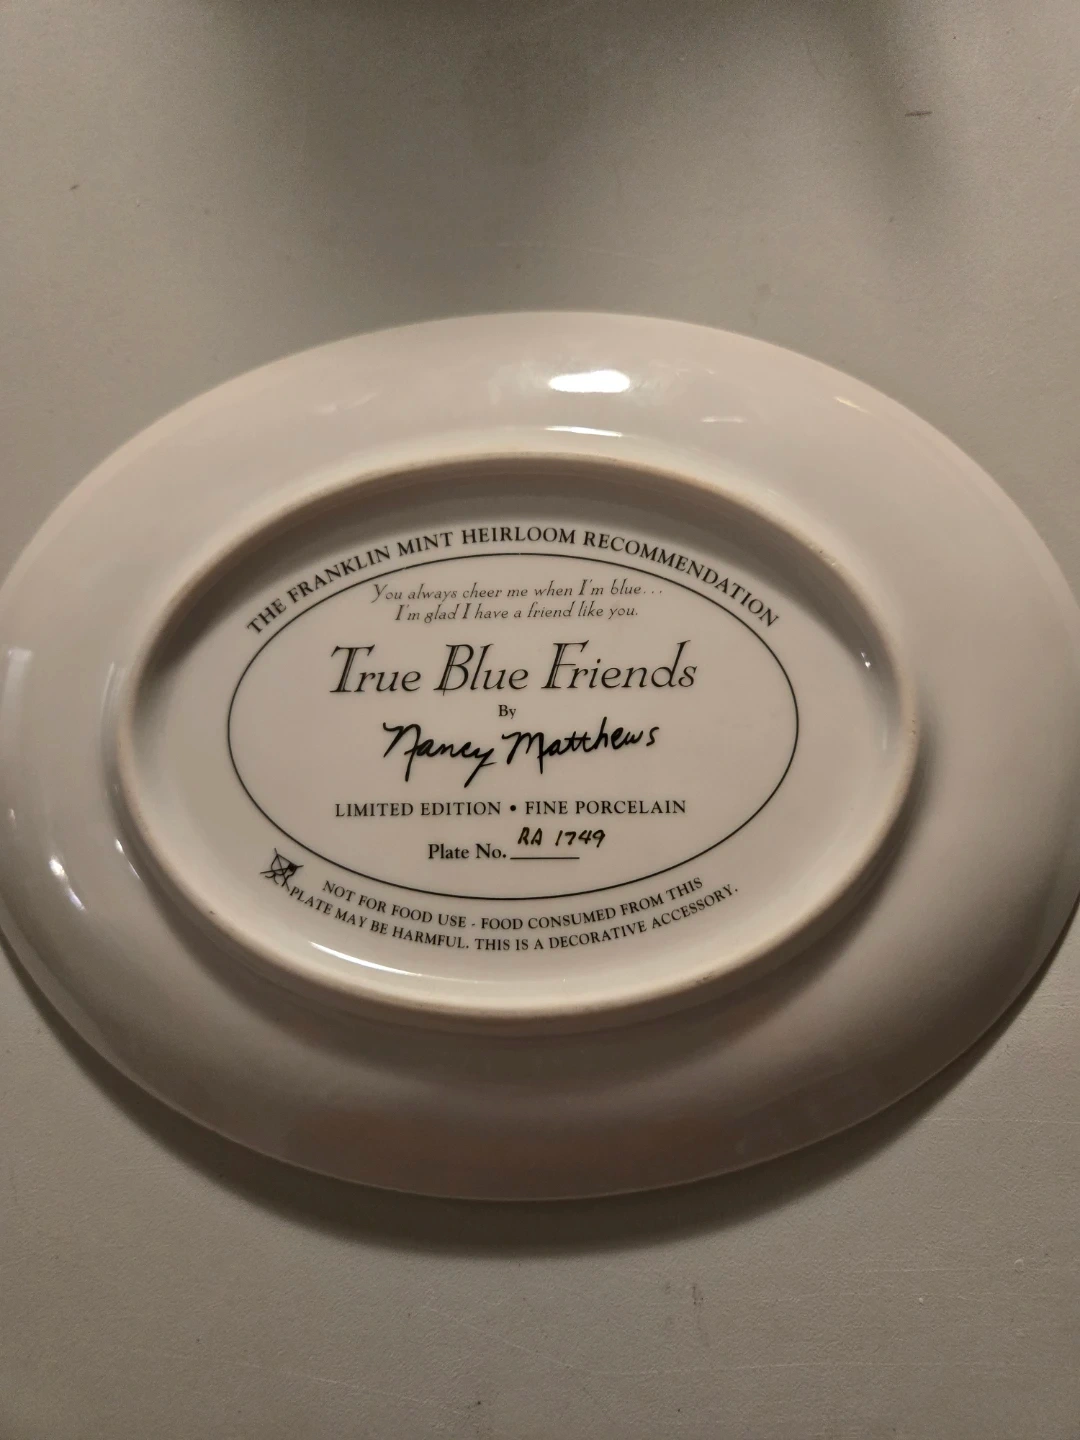 THE FRANKLIN MINT HEIRLOOM RECOMMENDATION
You always cheer me when I'm blue...
I'm glad I have a friend like you.
True Blue Friends
By
Nancy Matthews
LIMITED EDITION • FINE PORCELAIN
Plate No. RA 1749
NOT FOR FOOD USE - FOOD CONSUMED FROM THIS
PLATE MAY BE HARMFUL. THIS IS A DECORATIVE ACCESSORY.